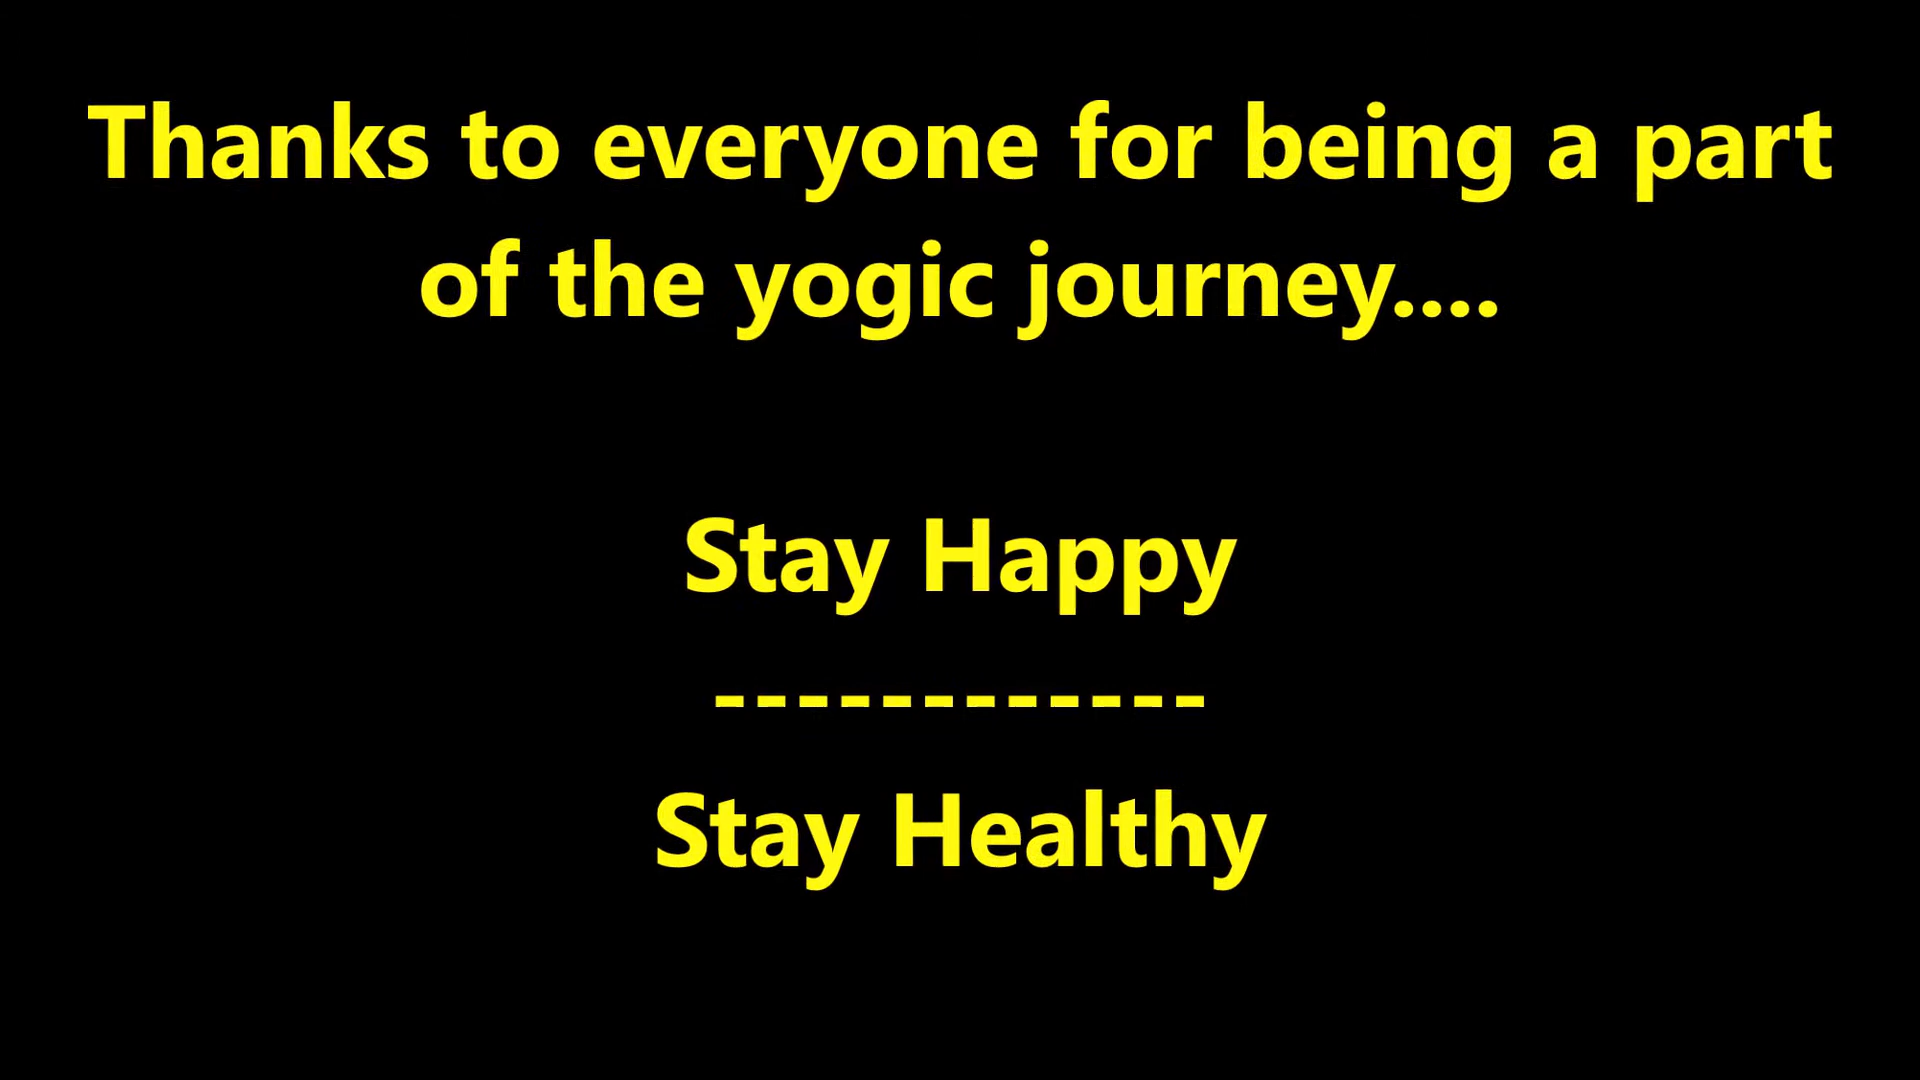 Thanks to everyone for being a part
of the yogic journey....
Stay Happy
------------
Stay Healthy